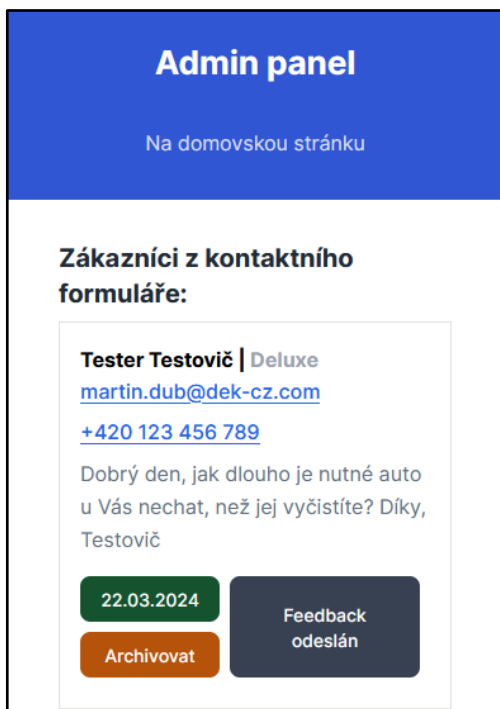 Admin panel
Na domovskou stránku
Zákazníci z kontaktního
formuláře:
Tester Testovič | Deluxe
martin.dub@dek-cz.com
+420 123 456 789
Dobrý den, jak dlouho je nutné auto
u Vás nechat, než jej vyčistíte? Díky,
Testovič
22.03.2024
Archivovat
Feedback
odeslán